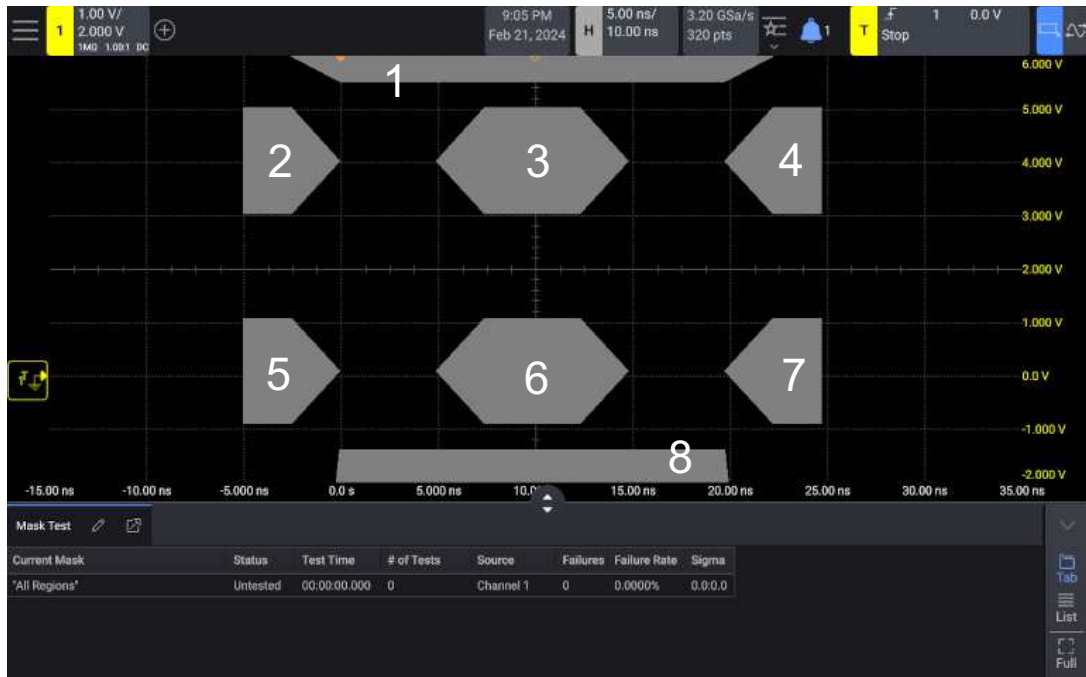 1
1.00 V/
2.000 V
1MΩ 1.00:1 DC
9:05 PM
Feb 21, 2024
H
5.00 ns/
10.00 ns
3.20 GSa/s
320 pts
1
T
1
0.0 V
Stop
6.000 V
1
5.000 V
2
3
4
4.000 V
3.000 V
2.000 V
1.000 V
5
6
7
T
0.0 V
-1.000 V
8
-2.000 V
-15.00 ns
-10.00 ns
-5.000 ns
0.0 s
5.000 ns
15.00 ns
20.00 ns
25.00 ns
30.00 ns
35.00 ns
Mask Test
Current Mask Status Test Time # of Tests Source Failures Failure Rate Sigma
"All Regions" Untested 00:00:00.000 0 Channel 1 0 0.0000% 0.0:0.0
Tab
List
Full